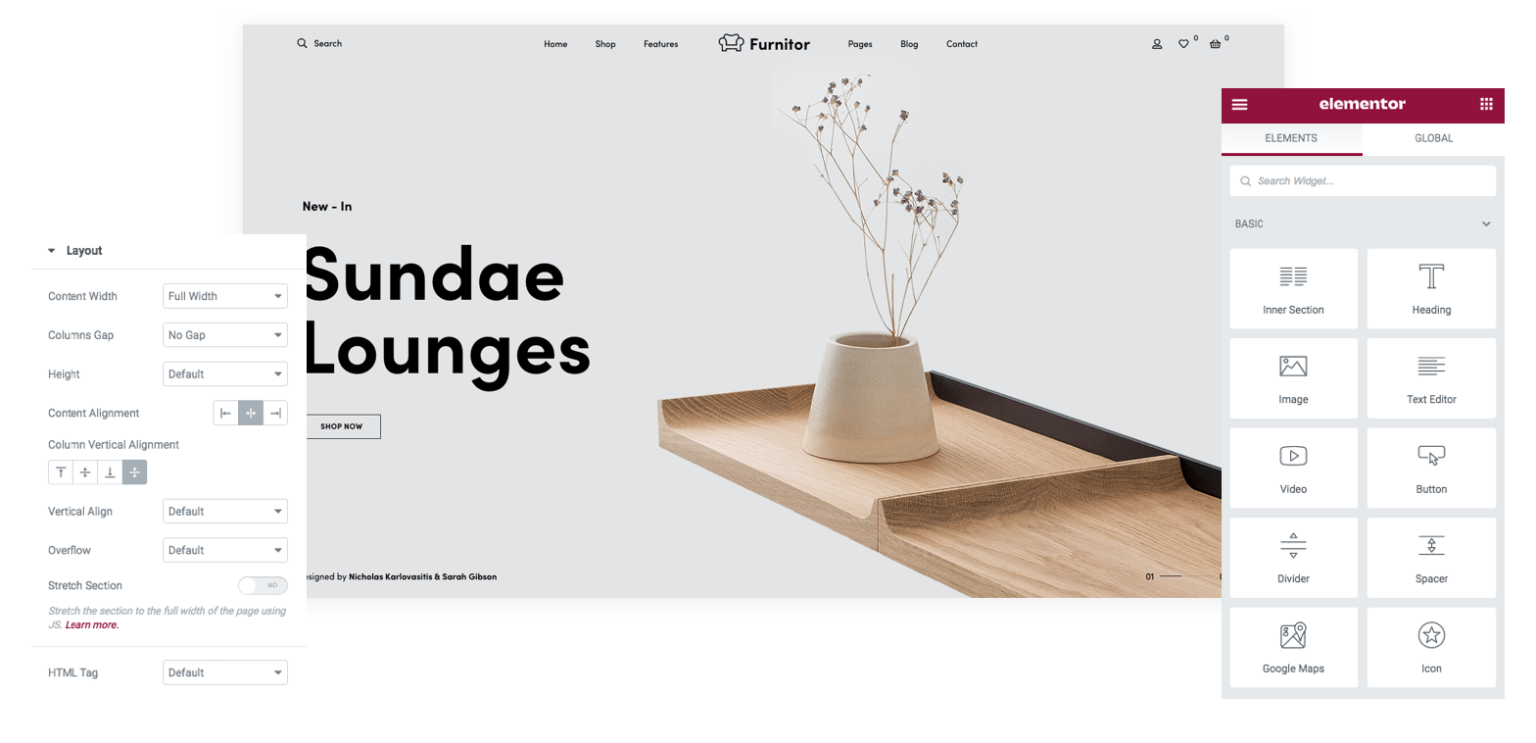 Search
Home Shop Features Furnitor Pages Blog Contact
0 0
New - In
Sundae
Lounges
SHOP NOW
Nicholas Karlovasitis & Sarah Gibson
01
Layout
Content Width Full Width
Columns Gap No Gap
Height Default
Content Alignment
Column Vertical Alignment
Vertical Align Default
Overflow Default
Stretch Section NO
Stretch the section to the full width of the page using
JS. Learn more.
HTML Tag Default
elementor
ELEMENTS GLOBAL
Search Widget...
BASIC
Inner Section Heading
Image Text Editor
Video Button
Divider Spacer
Google Maps Icon